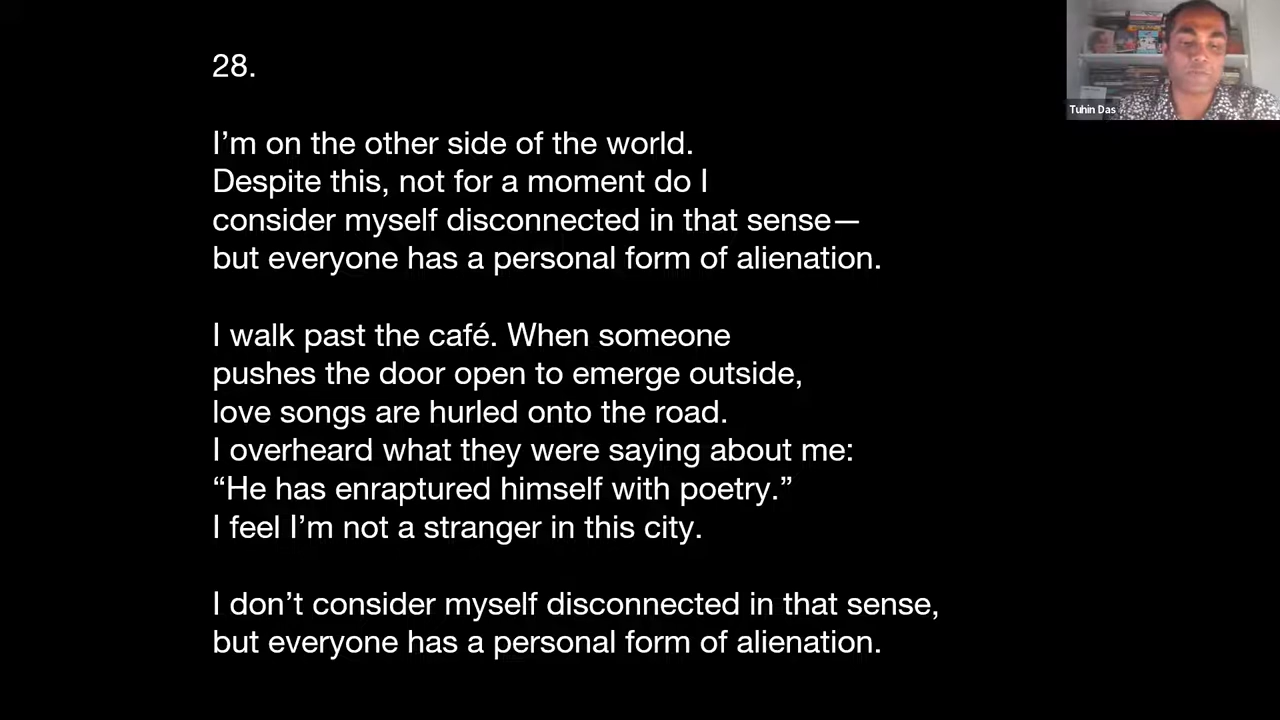 28.
I’m on the other side of the world.
Despite this, not for a moment do I
consider myself disconnected in that sense—
but everyone has a personal form of alienation.
I walk past the café. When someone
pushes the door open to emerge outside,
love songs are hurled onto the road.
I overheard what they were saying about me:
“He has enraptured himself with poetry.”
I feel I’m not a stranger in this city.
I don’t consider myself disconnected in that sense,
but everyone has a personal form of alienation.
Tuhin Das